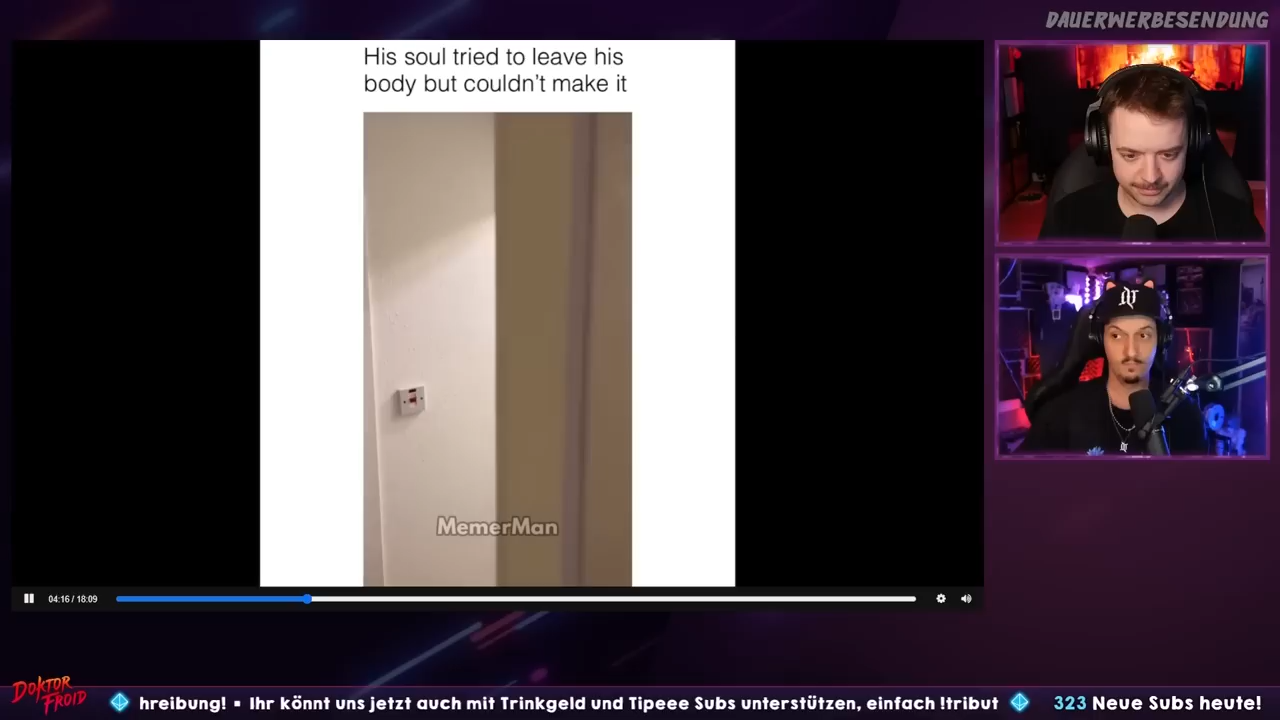 DAUERWERBESENDUNG
His soul tried to leave his
body but couldn't make it
MemerMan
04:16 / 18:09
DOKTOR
FROID
hreibung! ▪ Ihr könnt uns jetzt auch mit Trinkgeld und Tipeee Subs unterstützen, einfach !tribut
323 Neue Subs heute!